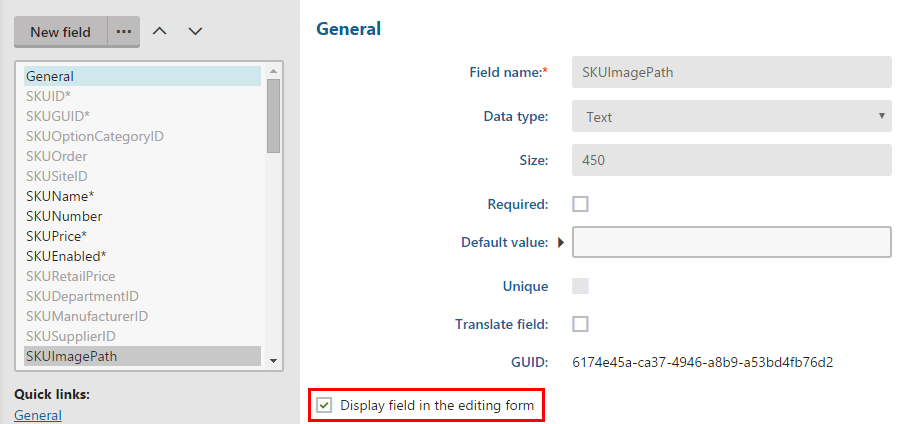 New field ...
General
SKUID*
SKUGUID*
SKUOptionCategoryID
SKUOrder
SKUSiteID
SKUName*
SKUNumber
SKUPrice*
SKUEnabled*
SKURetailPrice
SKUDepartmentID
SKUManufacturerID
SKUSupplierID
SKUImagePath
Quick links:
General
General
Field name:* SKUImagePath
Data type: Text
Size: 450
Required:
Default value:
Unique
Translate field:
GUID: 6174e45a-ca37-4946-a8b9-a53bd4fb76d2
Display field in the editing form